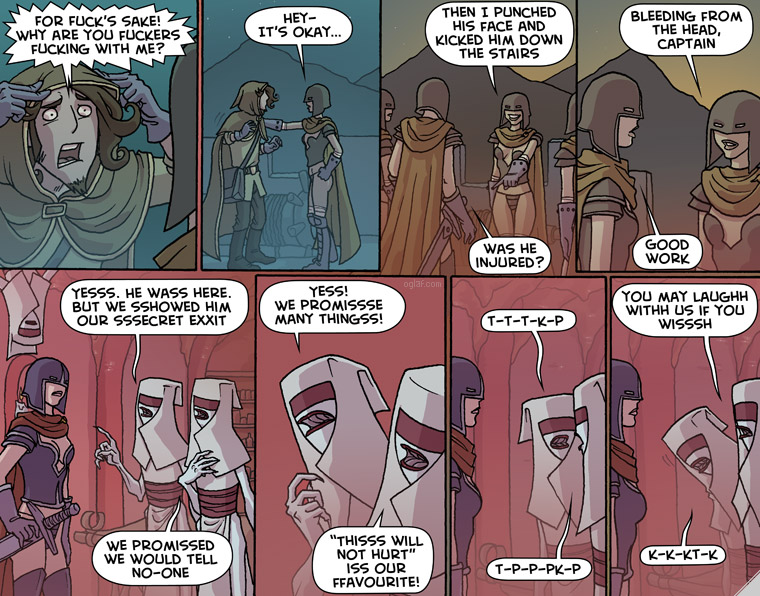 FOR FUCK'S SAKE!
WHY ARE YOU FUCKERS
FUCKING WITH ME?
HEY-
IT'S OKAY...
THEN I PUNCHED
HIS FACE AND
KICKED HIM DOWN
THE STAIRS
WAS HE
INJURED?
BLEEDING FROM
THE HEAD,
CAPTAIN
GOOD
WORK
YESSS. HE WASS HERE.
BUT WE SSHOWED HIM
OUR SSSECRET EXXIT
WE PROMISSED
WE WOULD TELL
NO-ONE
oglaf.com
YESS!
WE PROMISSSE
MANY THINGSS!
"THISSS WILL
NOT HURT"
ISS OUR
FFAVOURITE!
T-T-T-K-P
T-P-P-PK-P
YOU MAY LAUGHH
WITHH US IF YOU
WISSSH
K-K-KT-K